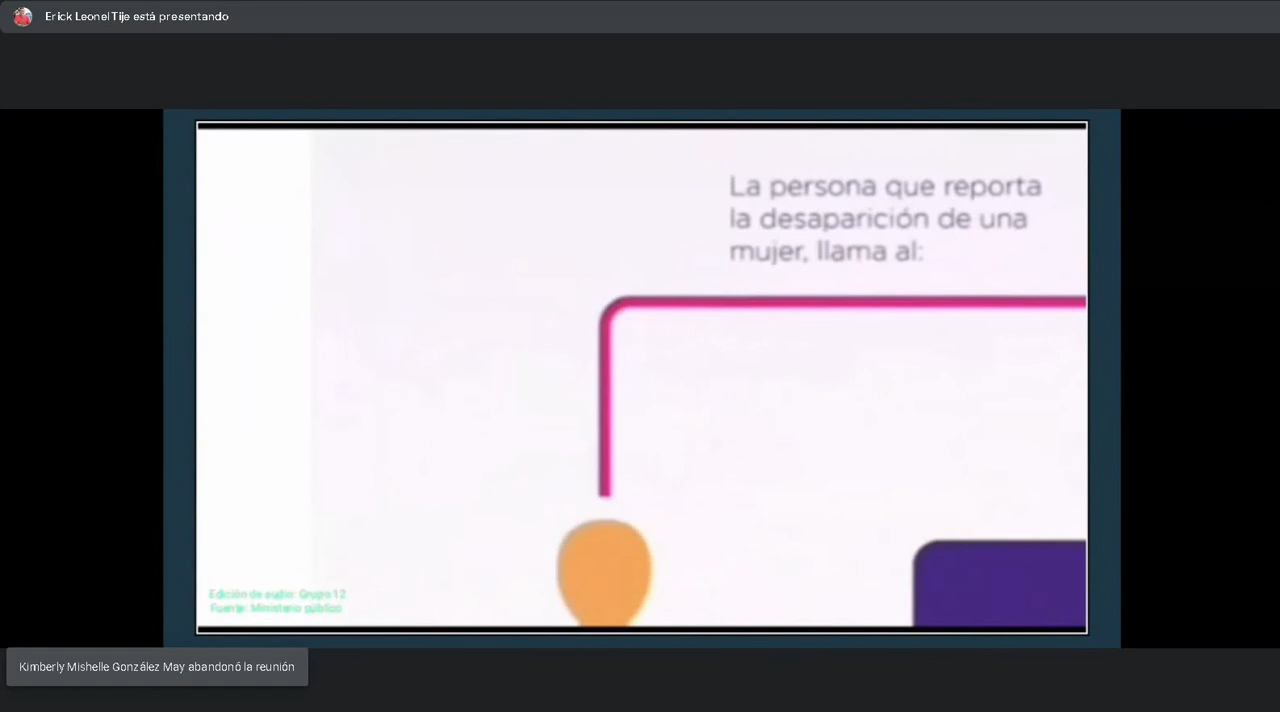 Erick Leonel Tije está presentando
La persona que reporta
la desaparición de una
mujer, llama al:
Edición de audio: Grupo 12
Fuente: Ministerio público
Kimberly Mishelle González May abandonó la reunión